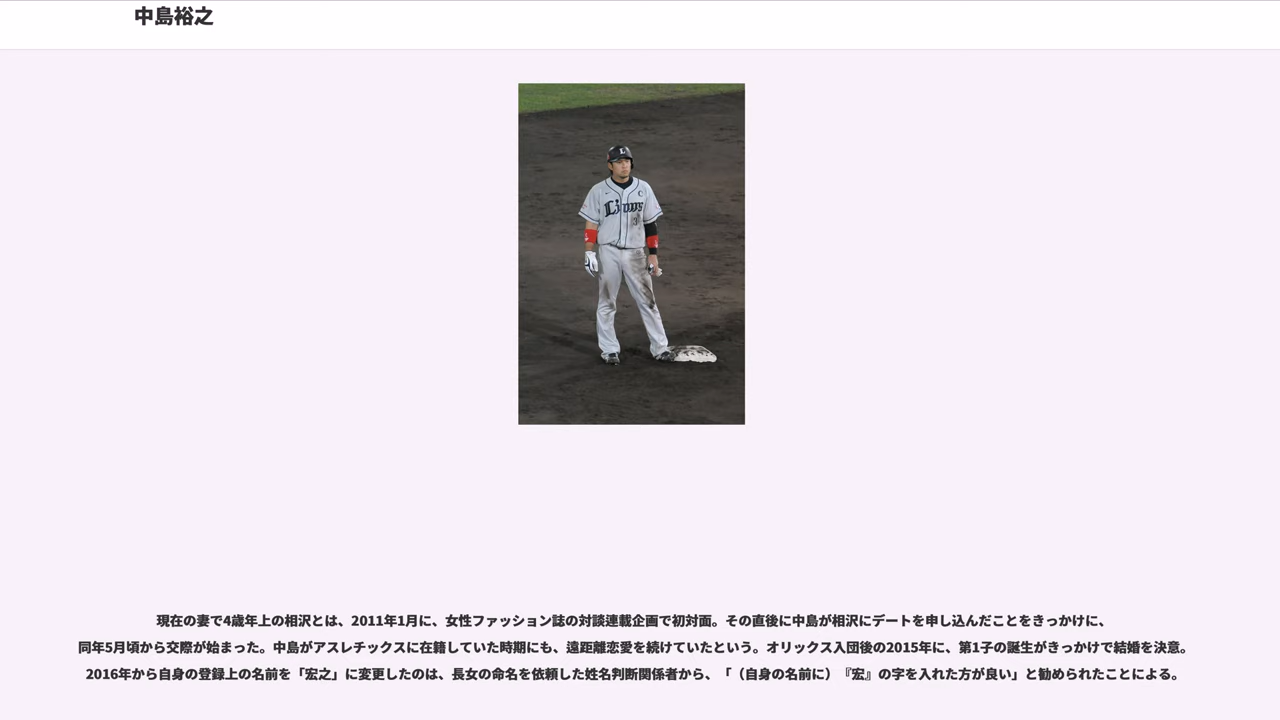 中島裕之
L
Lions
3
現在の妻で4歳年上の相沢とは、2011年1月に、女性ファッション誌の対談連載企画で初対面。その直後に中島が相沢にデートを申し込んだことをきっかけに、
同年5月頃から交際が始まった。中島がアスレチックスに在籍していた時期にも、遠距離恋愛を続けていたという。オリックス入団後の2015年に、第1子の誕生がきっかけで結婚を決意。
2016年から自身の登録上の名前を「宏之」に変更したのは、長女の命名を依頼した姓名判断関係者から、「（自身の名前に）『宏』の字を入れた方が良い」と勧められたことによる。